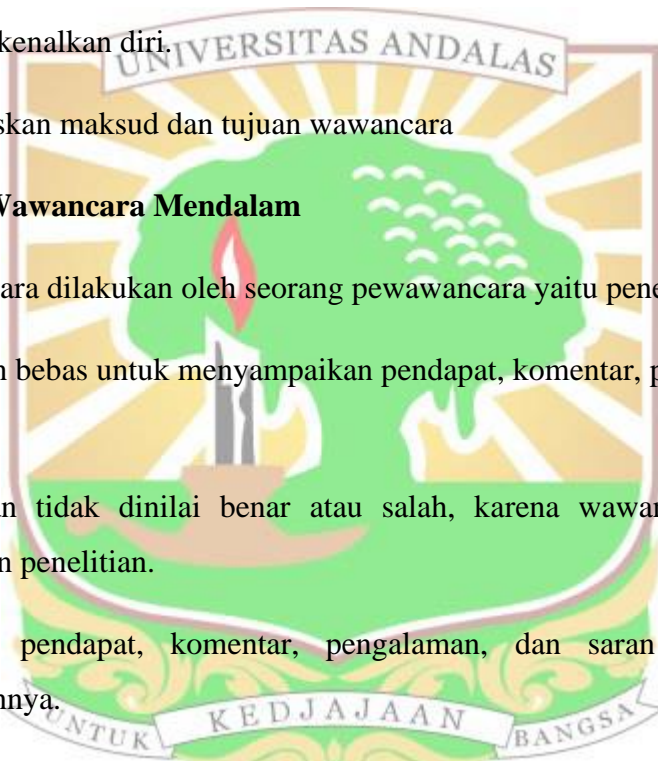 kenalkan diri.
UNIVERSITAS ANDALAS
skan maksud dan tujuan wawancara
Wawancara Mendalam
ara dilakukan oleh seorang pewawancara yaitu pene
n bebas untuk menyampaikan pendapat, komentar, p
an tidak dinilai benar atau salah, karena wawan
n penelitian.
pendapat, komentar, pengalaman, dan saran
nnya.
UNTUK KEDJAJAAN BANGSA